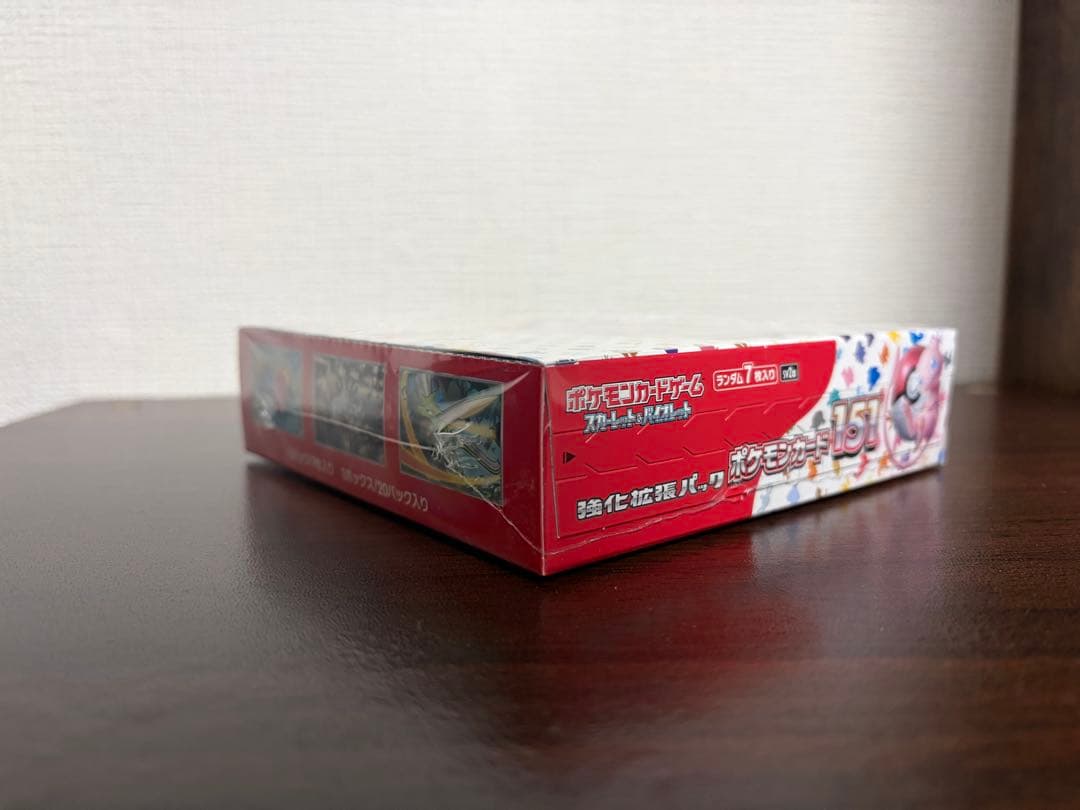 ポケモンカードゲーム
スカーレット&バイオレット
ランダム7枚入り
sv2a
強化拡張パック
ポケモンカード151
1ボックス/20パック入り